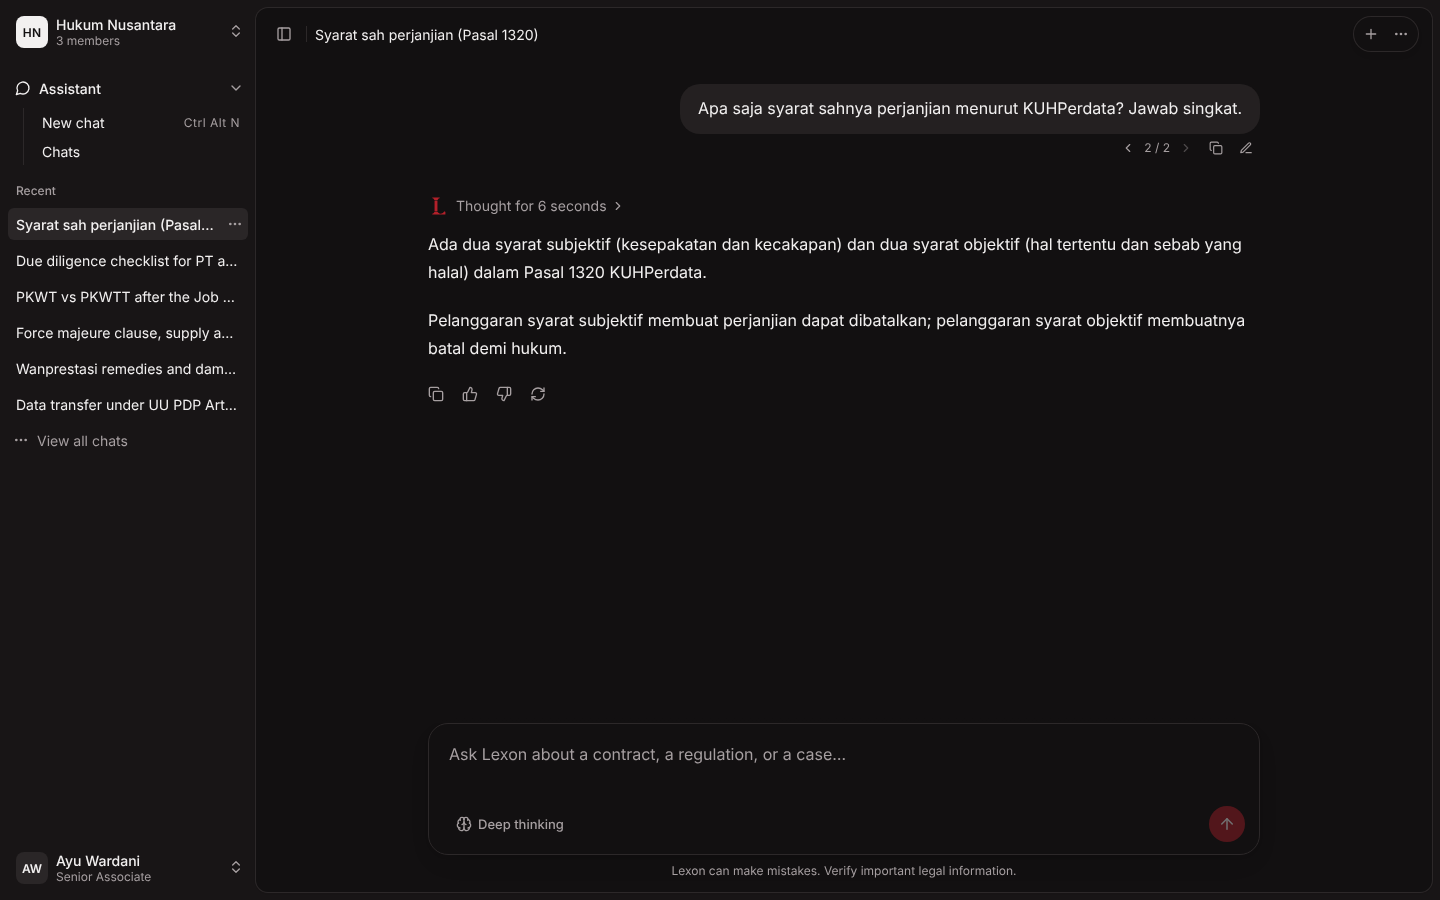 HN
Hukum Nusantara
3 members
Assistant
New chat
Ctrl Alt N
Chats
Recent
Syarat sah perjanjian (Pasal...
Due diligence checklist for PT a...
PKWT vs PKWTT after the Job ...
Force majeure clause, supply a...
Wanprestasi remedies and dam...
Data transfer under UU PDP Art...
View all chats
AW
Ayu Wardani
Senior Associate
Syarat sah perjanjian (Pasal 1320)
Apa saja syarat sahnya perjanjian menurut KUHPerdata? Jawab singkat.
2 / 2
L
Thought for 6 seconds
Ada dua syarat subjektif (kesepakatan dan kecakapan) dan dua syarat objektif (hal tertentu dan sebab yang
halal) dalam Pasal 1320 KUHPerdata.
Pelanggaran syarat subjektif membuat perjanjian dapat dibatalkan; pelanggaran syarat objektif membuatnya
batal demi hukum.
Ask Lexon about a contract, a regulation, or a case...
Deep thinking
Lexon can make mistakes. Verify important legal information.